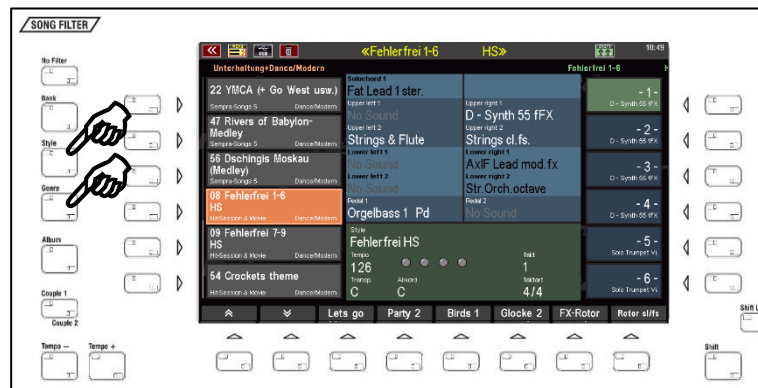 SONG FILTER
No Filter
Bank
Style
Genre
Album
Couple 1
Couple 2
Tempo –
Tempo +
«Fehlerfrei 1-6 HS»
10:49
Unterhaltung+Dance/Modern
Fehlerfrei 1-6
22 YMCA (+ Go West usw.)
Sempra-Songs 5 Dance/Modern
47 Rivers of Babylon-
Medley
Sempra-Songs 5 Dance/Modern
56 Dschingis Moskau
(Medley)
Sempra-Songs 5 Dance/Modern
08 Fehlerfrei 1-6
HS
HitSession & Movie Dance/Modern
09 Fehlerfrei 7-9
HS
HitSession & Movie Dance/Modern
54 Crockets theme
HitSession & Movie Dance/Modern
Solochord 1
Fat Lead 1 ster.
Upper left 1
No Sound
Upper right 1
D - Synth 55 fFX
Upper left 2
Strings & Flute
Upper right 2
Strings cl.fs.
Lower left 1
No Sound
Lower right 1
AxlF Lead mod.fx
Lower left 2
No Sound
Lower right 2
Str.Orch.octave
Pedal 1
Orgelbass 1 Pd
Pedal 2
No Sound
Style
Fehlerfrei HS
Tempo
126
Takt
1
Transp.
C
Akkord
C
Taktart
4/4
- 1 -
D - Synth 55 fFX
- 2 -
D - Synth 55 fFX
- 3 -
D - Synth 55 fFX
- 4 -
D - Synth 55 fFX
- 5 -
Solo Trumpet Vi.
- 6 -
Solo Trumpet Vi.
Lets go
Party 2
Birds 1
Glocke 2
FX-Rotor
Rotor sl/fs
Shift L
Shift